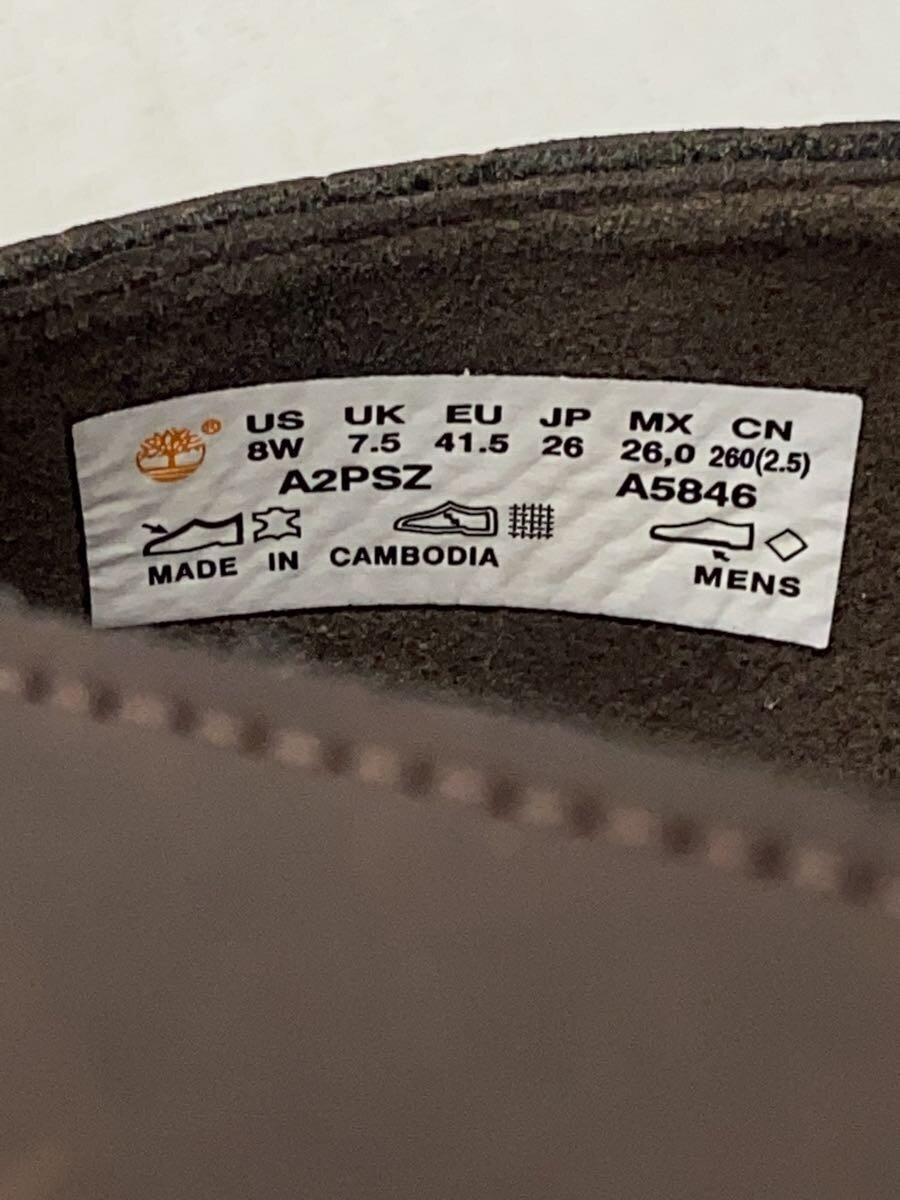 US UK EU JP MX CN
8W 7.5 41.5 26 26,0 260(2.5)
A2PSZ A5846
MADE IN CAMBODIA MENS